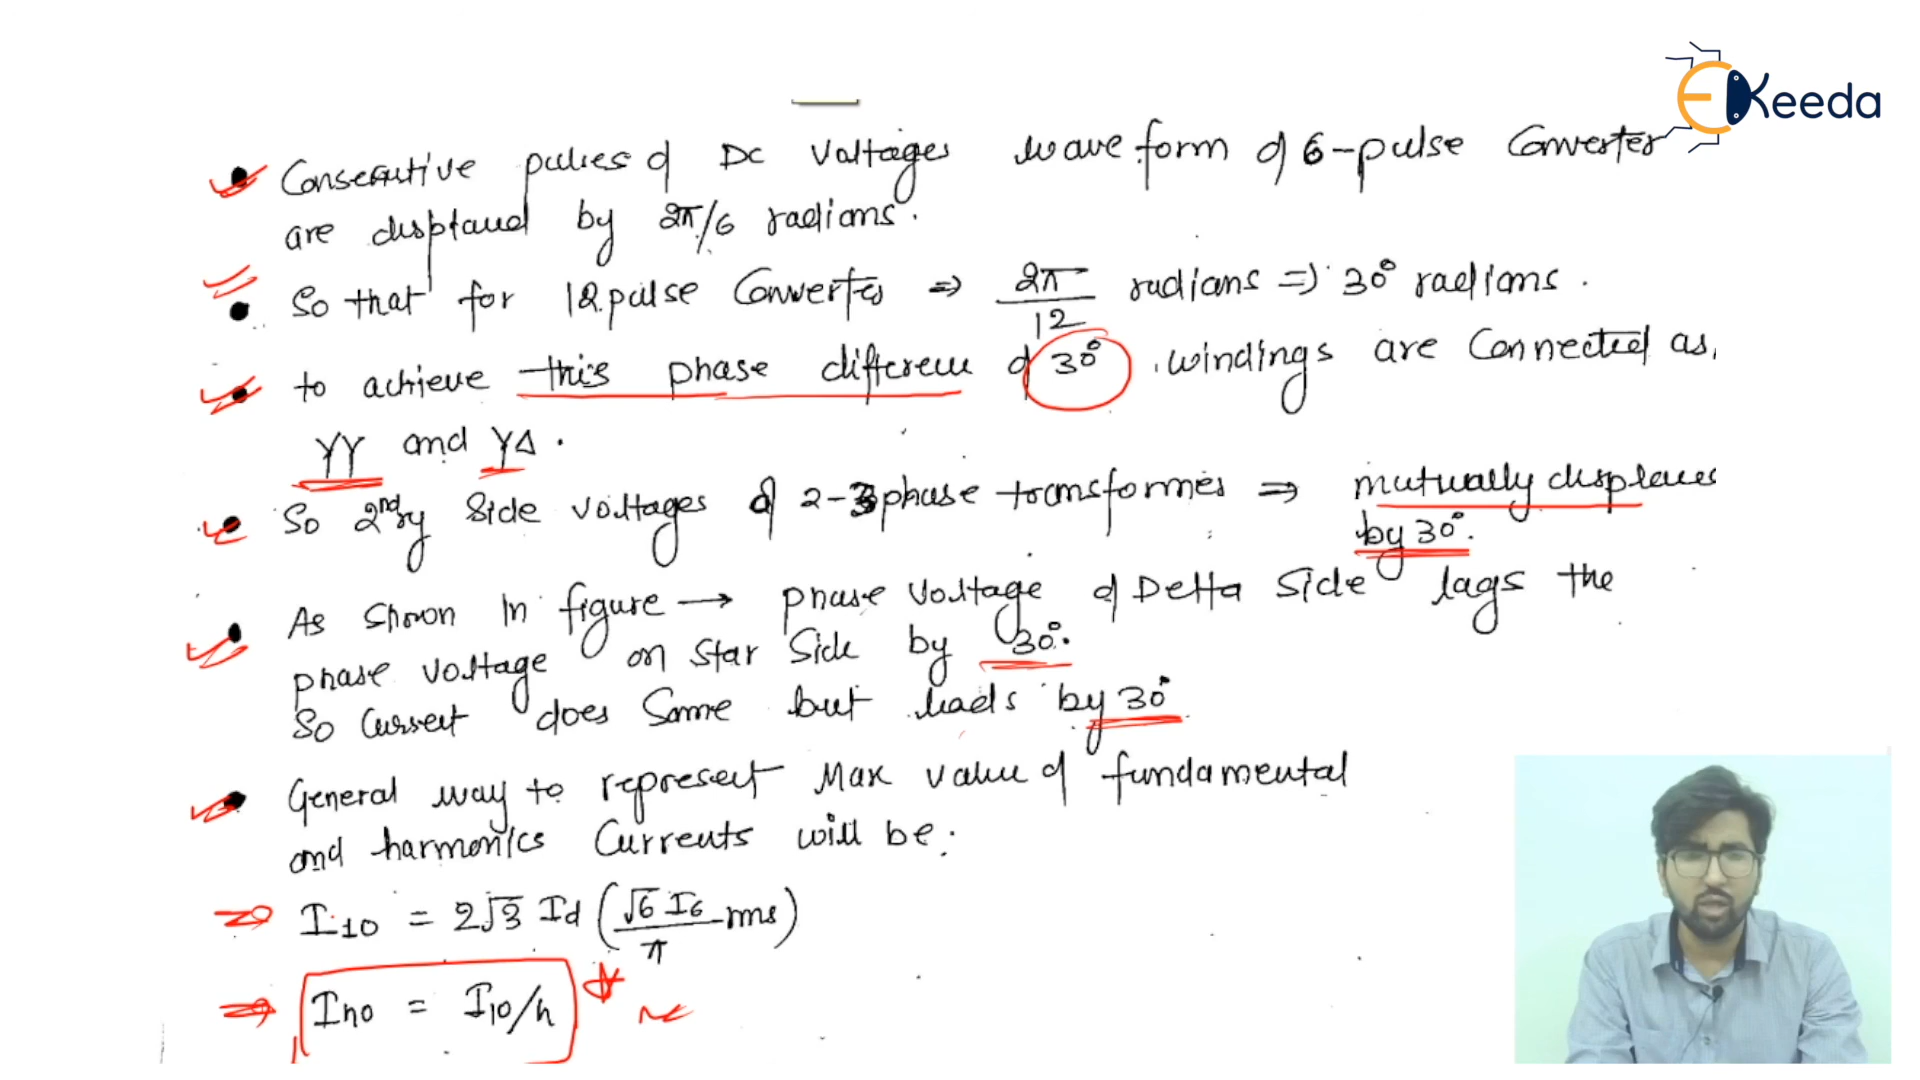 EKeeda
Consecutive pulses of DC Voltages waveform of 6-pulse Converter
are displaced by 2π/6 radians.
So that for 12 pulse Converters ⇒ 2π/12 radians ⇒ 30° radians.
to achieve this phase difference of 30° windings are Connected as,
YY and YΔ.
So 2ndry Side voltages of 2-3phase transformers ⇒ mutually displaces
by 30°.
As Shown In figure → phase voltage of Delta Side lags the
phase voltage on Star Side by 30°.
So Current does Same but leads by 30°
General way to represent Max value of fundamental
and harmonics Currents will be:
⇒ I10 = 2√3 Id (√6 I6/π rms)
⇒ Ih0 = I10/h